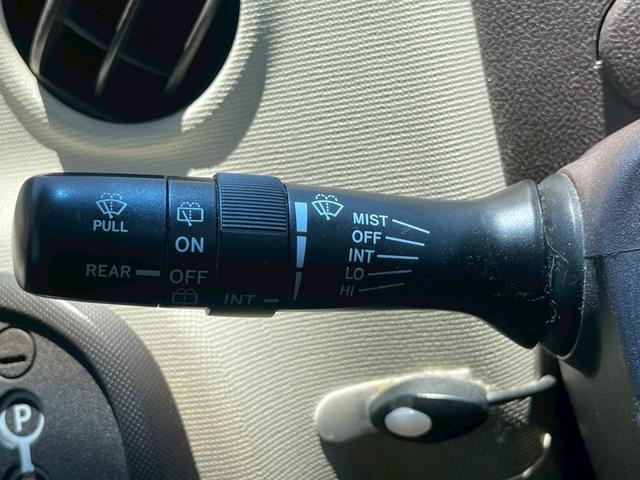 PULL
ON
REAR OFF
INT
MIST
OFF
INT
LO
HI
P